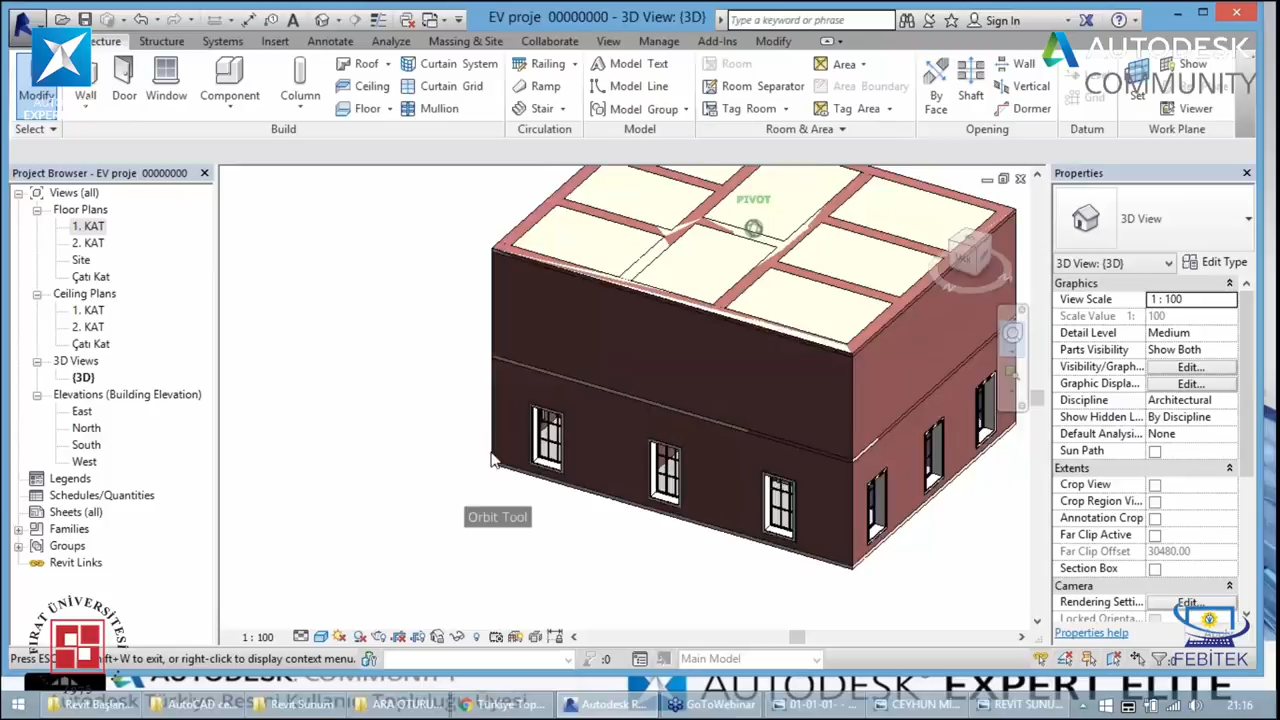 EV proje 00000000 - 3D View: {3D}
Type a keyword or phrase
Sign In
Structure
Systems
Insert
Annotate
Analyze
Massing & Site
Collaborate
View
Manage
Add-Ins
Modify
AUTODESK
COMMUNITY
Modify
Wall
Door
Window
Component
Column
Roof
Ceiling
Floor
Curtain System
Curtain Grid
Mullion
Railing
Ramp
Stair
Model Text
Model Line
Model Group
Room
Room Separator
Tag Room
Area
Area Boundary
Tag Area
By
Face
Shaft
Wall
Vertical
Dormer
Grid
Set
Show
Viewer
Select
Build
Circulation
Model
Room & Area
Opening
Datum
Work Plane
Project Browser - EV proje 00000000
Views (all)
Floor Plans
1. KAT
2. KAT
Site
Çatı Kat
Ceiling Plans
1. KAT
2. KAT
Çatı Kat
3D Views
{3D}
Elevations (Building Elevation)
East
North
South
West
Legends
Schedules/Quantities
Sheets (all)
Families
Groups
Revit Links
PIVOT
Orbit Tool
Properties
3D View
3D View: {3D}
Edit Type
Graphics
View Scale
1 : 100
Scale Value 1:
100
Detail Level
Medium
Parts Visibility
Show Both
Visibility/Graph...
Edit...
Graphic Displa...
Edit...
Discipline
Architectural
Show Hidden L...
By Discipline
Default Analysi...
None
Sun Path
Extents
Crop View
Crop Region Vi...
Annotation Crop
Far Clip Active
Far Clip Offset
30480.00
Section Box
Camera
Rendering Setti...
Edit...
Locked Orienta...
Properties help
1 : 100
hift+W to exit, or right-click to display context menu.
:0
Main Model
FIRAT ÜNİVERSİTESİ
1975
FEBİTEK
AUTODESK EXPERT ELITE
Revit Başlan...
AutoCAD c...
Revit Sunum
ARA OTURU...
Türkiye Top...
Autodesk R...
GoToWebinar
01-01-01- -...
CEYHUN Mİ...
REVİT SUNU...
21:16